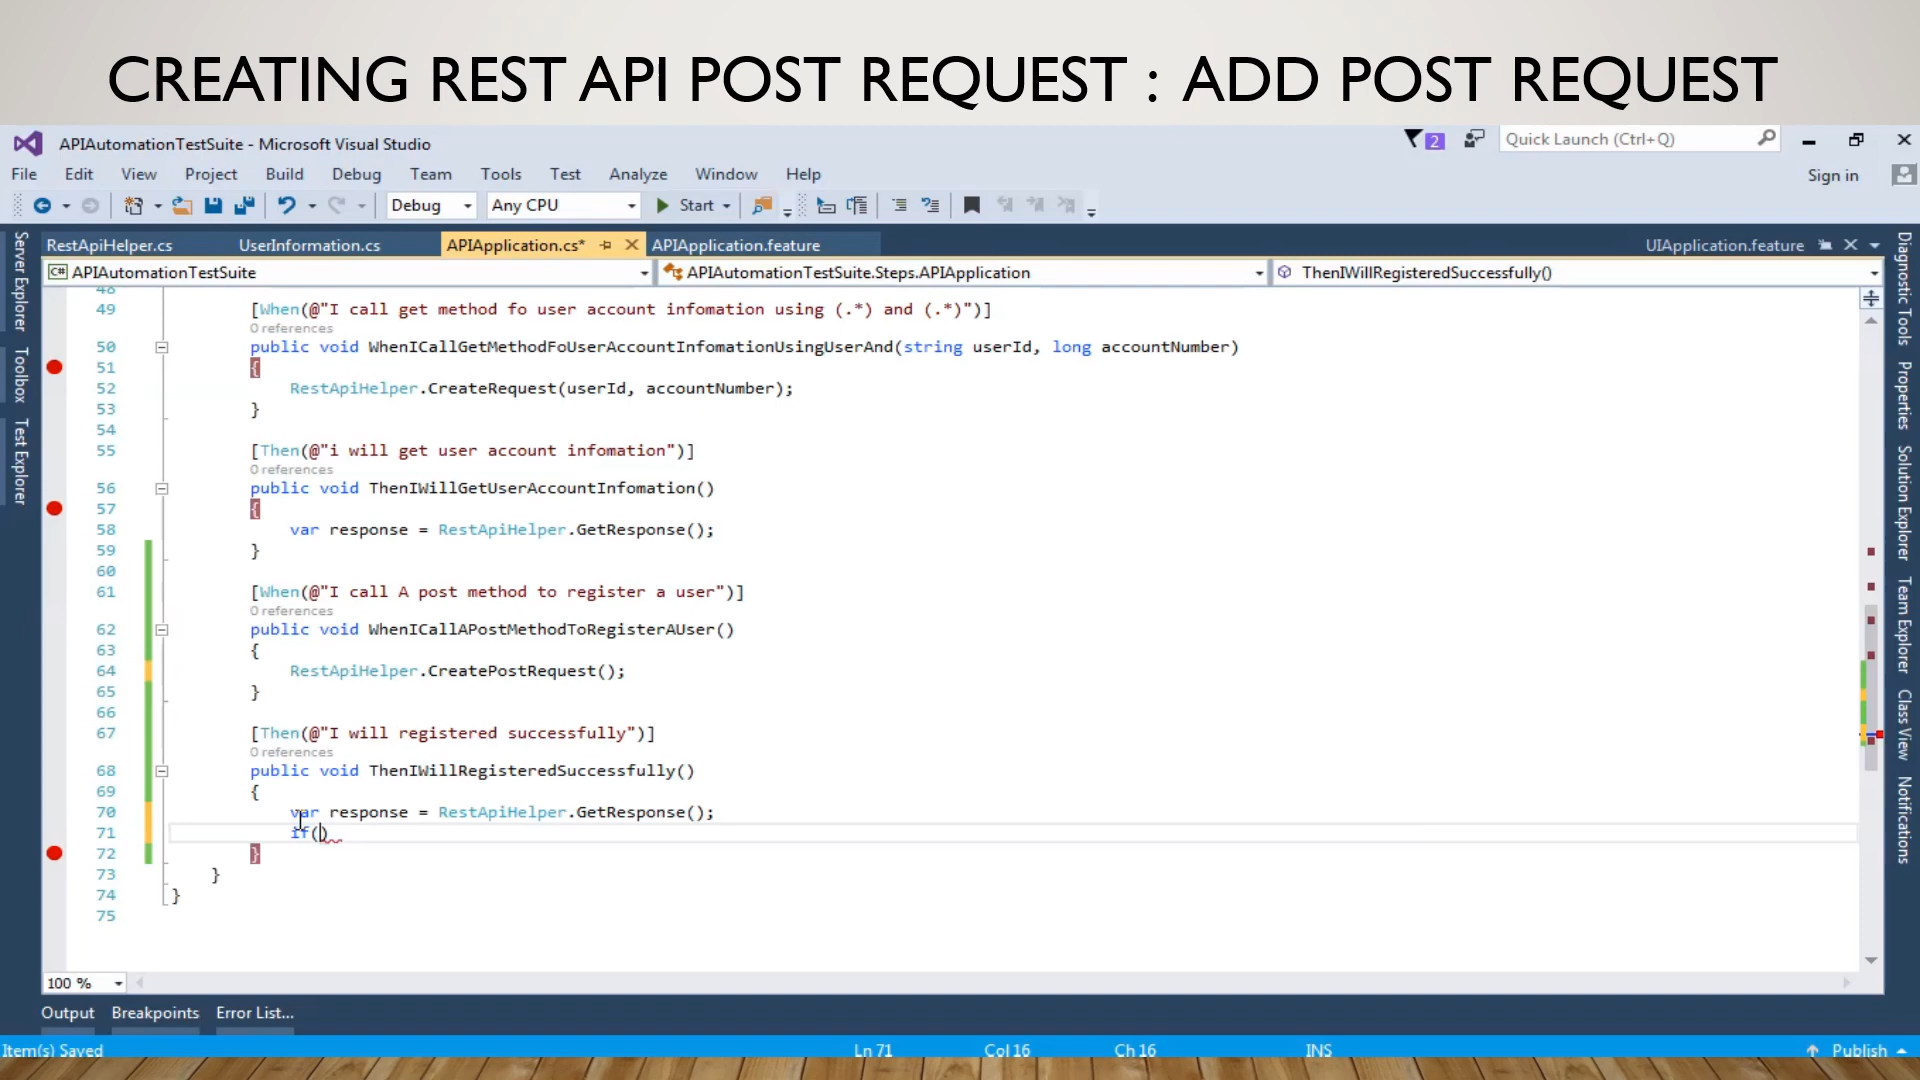 CREATING REST API POST REQUEST : ADD POST REQUEST
APIAutomationTestSuite - Microsoft Visual Studio
2
Quick Launch (Ctrl+Q)
File Edit View Project Build Debug Team Tools Test Analyze Window Help
Sign in
Debug Any CPU Start
RestApiHelper.cs UserInformation.cs APIApplication.cs* APIApplication.feature UIApplication.feature
C# APIAutomationTestSuite APIAutomationTestSuite.Steps.APIApplication ThenIWillRegisteredSuccessfully()
48
49 [When(@"I call get method fo user account infomation using (.*) and (.*)")]
0 references
50 public void WhenICallGetMethodFoUserAccountInfomationUsingUserAnd(string userId, long accountNumber)
51 {
52 RestApiHelper.CreateRequest(userId, accountNumber);
53 }
54
55 [Then(@"i will get user account infomation")]
0 references
56 public void ThenIWillGetUserAccountInfomation()
57 {
58 var response = RestApiHelper.GetResponse();
59 }
60
61 [When(@"I call A post method to register a user")]
0 references
62 public void WhenICallAPostMethodToRegisterAUser()
63 {
64 RestApiHelper.CreatePostRequest();
65 }
66
67 [Then(@"I will registered successfully")]
0 references
68 public void ThenIWillRegisteredSuccessfully()
69 {
70 var response = RestApiHelper.GetResponse();
71 if()
72 }
73 }
74 }
75
100 %
Server Explorer
Toolbox
Test Explorer
Diagnostic Tools
Properties
Solution Explorer
Team Explorer
Class View
Notifications
Output Breakpoints Error List...
Item(s) Saved Ln 71 Col 16 Ch 16 INS Publish